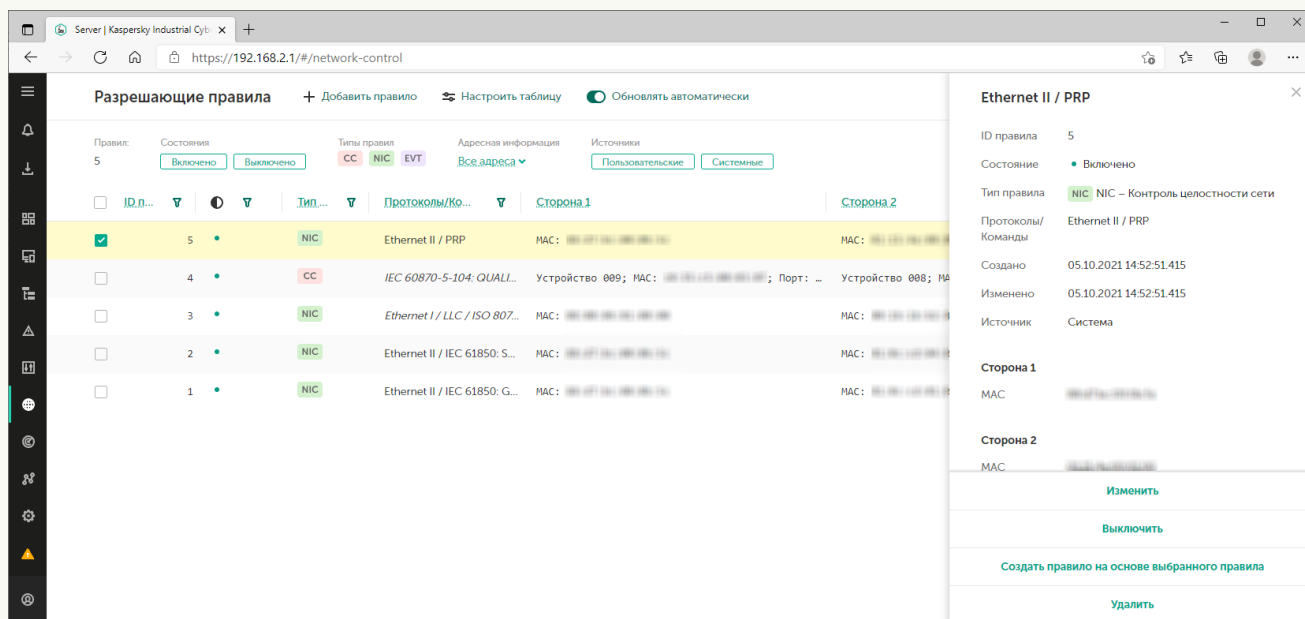 Server | Kaspersky Industrial Cyb
https://192.168.2.1/#/network-control
Разрешающие правила + Добавить правило Настроить таблицу Обновлять автоматически
Правил: Состояния Типы правил Адресная информация Источники
5 Включено Выключено CC NIC EVT Все адреса Пользовательские Системные
ID п... Тип ... Протоколы/Ко... Сторона 1 Сторона 2
5 NIC Ethernet II / PRP MAC: MAC:
4 CC IEC 60870-5-104: QUALI... Устройство 009; MAC: ; Порт: … Устройство 008; MA
3 NIC Ethernet I / LLC / ISO 807... MAC: MAC:
2 NIC Ethernet II / IEC 61850: S... MAC: MAC:
1 NIC Ethernet II / IEC 61850: G... MAC: MAC:
Ethernet II / PRP
ID правила 5
Состояние • Включено
Тип правила NIC NIC – Контроль целостности сети
Протоколы/ Ethernet II / PRP
Команды
Создано 05.10.2021 14:52:51.415
Изменено 05.10.2021 14:52:51.415
Источник Система
Сторона 1
MAC
Сторона 2
MAC
Изменить
Выключить
Создать правило на основе выбранного правила
Удалить